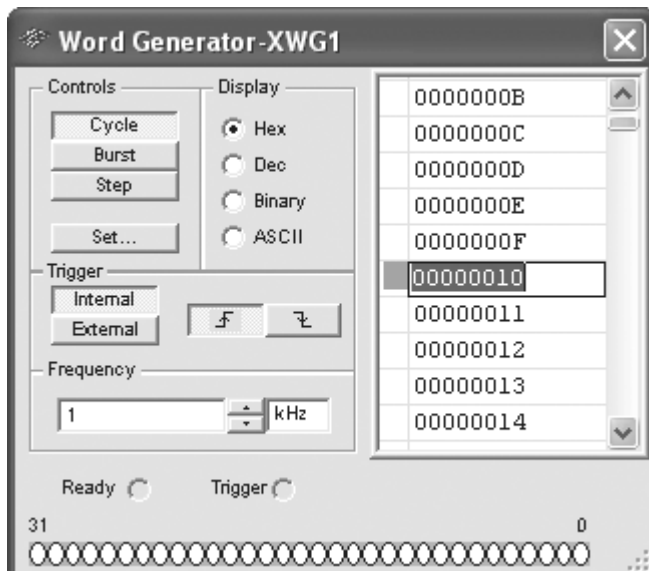 Word Generator-XWG1
Controls
Cycle
Burst
Step
Set...
Display
Hex
Dec
Binary
ASCII
Trigger
Internal
External
Frequency
1
kHz
0000000B
0000000C
0000000D
0000000E
0000000F
00000010
00000011
00000012
00000013
00000014
Ready
Trigger
31 0